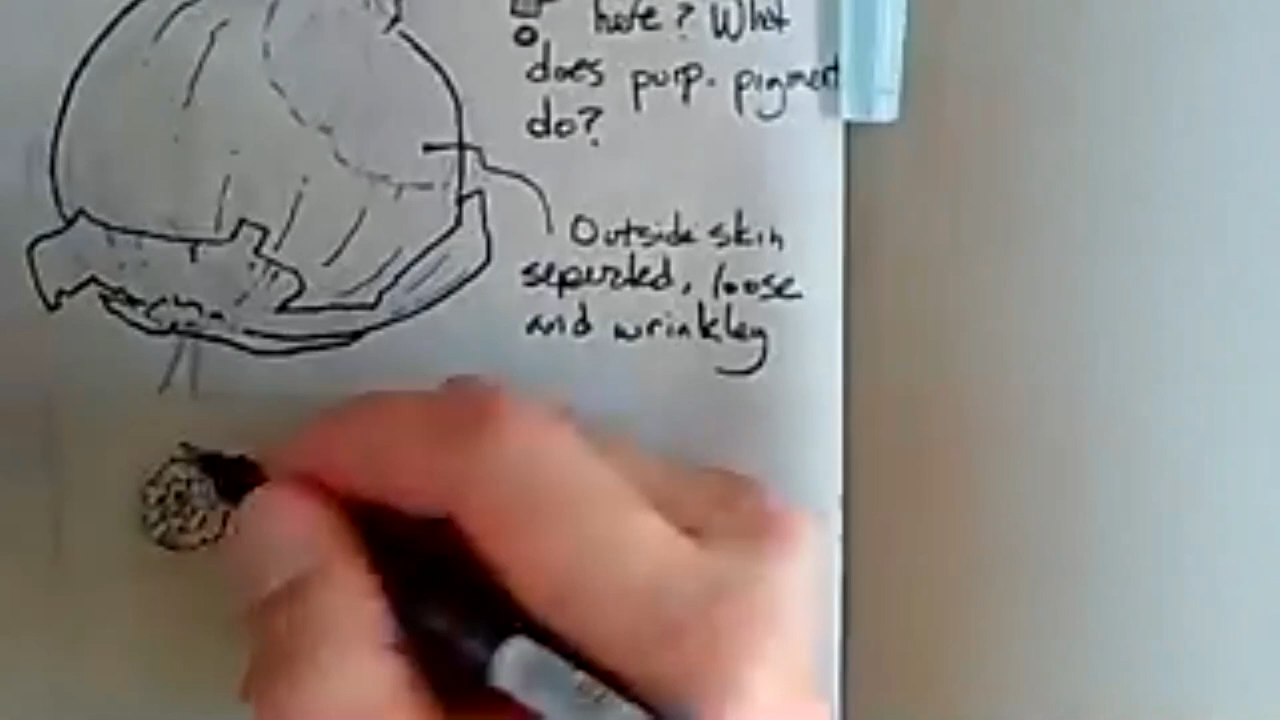 here? What
does purp. pigment
do?
Outside skin
seperated, loose
and wrinkley